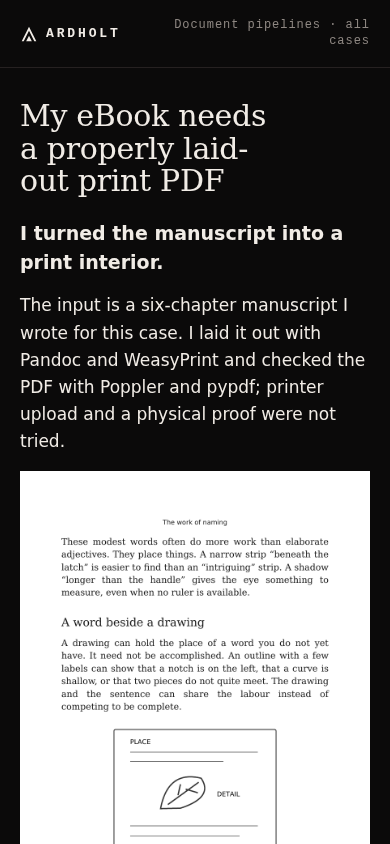 ARDHOLT
Document pipelines · all
cases
My eBook needs
a properly laid-
out print PDF
I turned the manuscript into a
print interior.
The input is a six-chapter manuscript I
wrote for this case. I laid it out with
Pandoc and WeasyPrint and checked the
PDF with Poppler and pypdf; printer
upload and a physical proof were not
tried.
The work of naming
These modest words often do more work than elaborate
adjectives. They place things. A narrow strip “beneath the
latch” is easier to find than an “intriguing” strip. A shadow
“longer than the handle” gives the eye something to
measure, even when no ruler is available.
A word beside a drawing
A drawing can hold the place of a word you do not yet
have. It need not be accomplished. An outline with a few
labels can show that a notch is on the left, that a curve is
shallow, or that two pieces do not quite meet. The drawing
and the sentence can share the labour instead of
competing to be complete.
PLACE
DETAIL